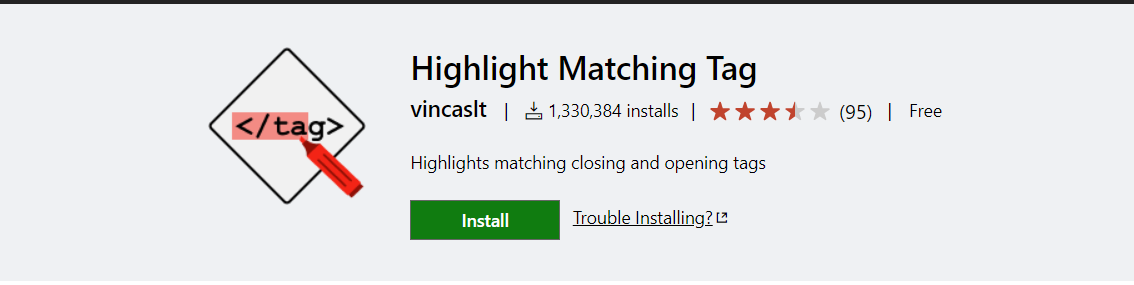 </tag>
Highlight Matching Tag
vincaslt | 1,330,384 installs | (95) | Free
Highlights matching closing and opening tags
Install Trouble Installing?